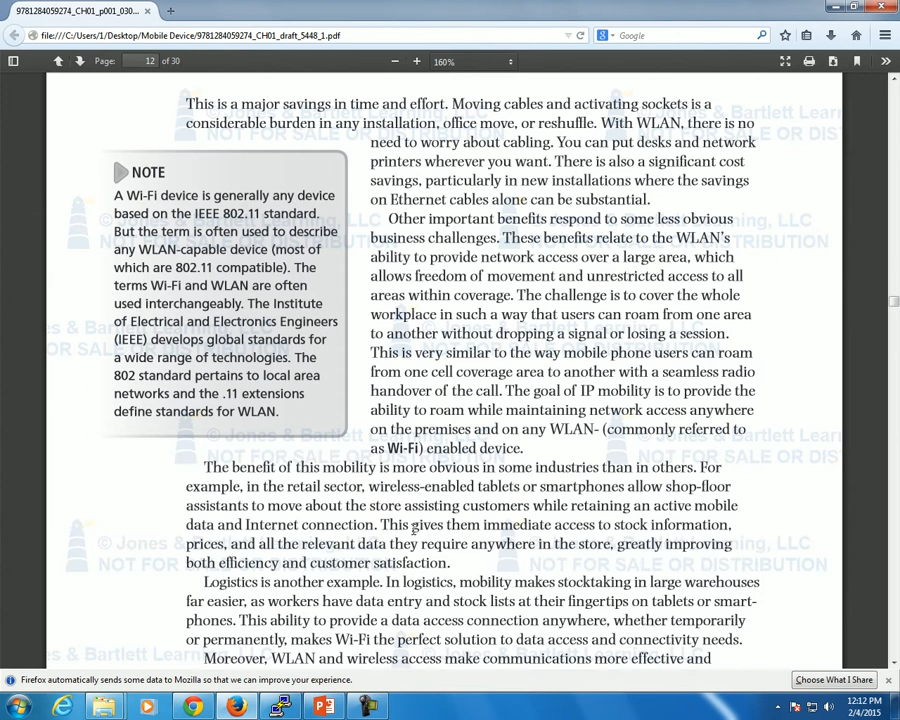 9781284059274_CH01_p001_030...
file:///C:/Users/1/Desktop/Mobile Device/9781284059274_CH01_draft_5448_1.pdf
Google
Page: 12 of 30
160%
This is a major savings in time and effort. Moving cables and activating sockets is a
considerable burden in any installation, office move, or reshuffle. With WLAN, there is no
need to worry about cabling. You can put desks and network
printers wherever you want. There is also a significant cost
savings, particularly in new installations where the savings
on Ethernet cables alone can be substantial.
NOTE
A Wi-Fi device is generally any device
based on the IEEE 802.11 standard.
But the term is often used to describe
any WLAN-capable device (most of
which are 802.11 compatible). The
terms Wi-Fi and WLAN are often
used interchangeably. The Institute
of Electrical and Electronics Engineers
(IEEE) develops global standards for
a wide range of technologies. The
802 standard pertains to local area
networks and the .11 extensions
define standards for WLAN.
Other important benefits respond to some less obvious
business challenges. These benefits relate to the WLAN’s
ability to provide network access over a large area, which
allows freedom of movement and unrestricted access to all
areas within coverage. The challenge is to cover the whole
workplace in such a way that users can roam from one area
to another without dropping a signal or losing a session.
This is very similar to the way mobile phone users can roam
from one cell coverage area to another with a seamless radio
handover of the call. The goal of IP mobility is to provide the
ability to roam while maintaining network access anywhere
on the premises and on any WLAN- (commonly referred to
as Wi-Fi) enabled device.
The benefit of this mobility is more obvious in some industries than in others. For
example, in the retail sector, wireless-enabled tablets or smartphones allow shop-floor
assistants to move about the store assisting customers while retaining an active mobile
data and Internet connection. This gives them immediate access to stock information,
prices, and all the relevant data they require anywhere in the store, greatly improving
both efficiency and customer satisfaction.
Logistics is another example. In logistics, mobility makes stocktaking in large warehouses
far easier, as workers have data entry and stock lists at their fingertips on tablets or smart-
phones. This ability to provide a data access connection anywhere, whether temporarily
or permanently, makes Wi-Fi the perfect solution to data access and connectivity needs.
Moreover, WLAN and wireless access make communications more effective and
© Jones & Bartlett Learning, LLC
NOT FOR SALE OR DISTRIBUTION
Firefox automatically sends some data to Mozilla so that we can improve your experience.
Choose What I Share
12:12 PM
2/4/2015